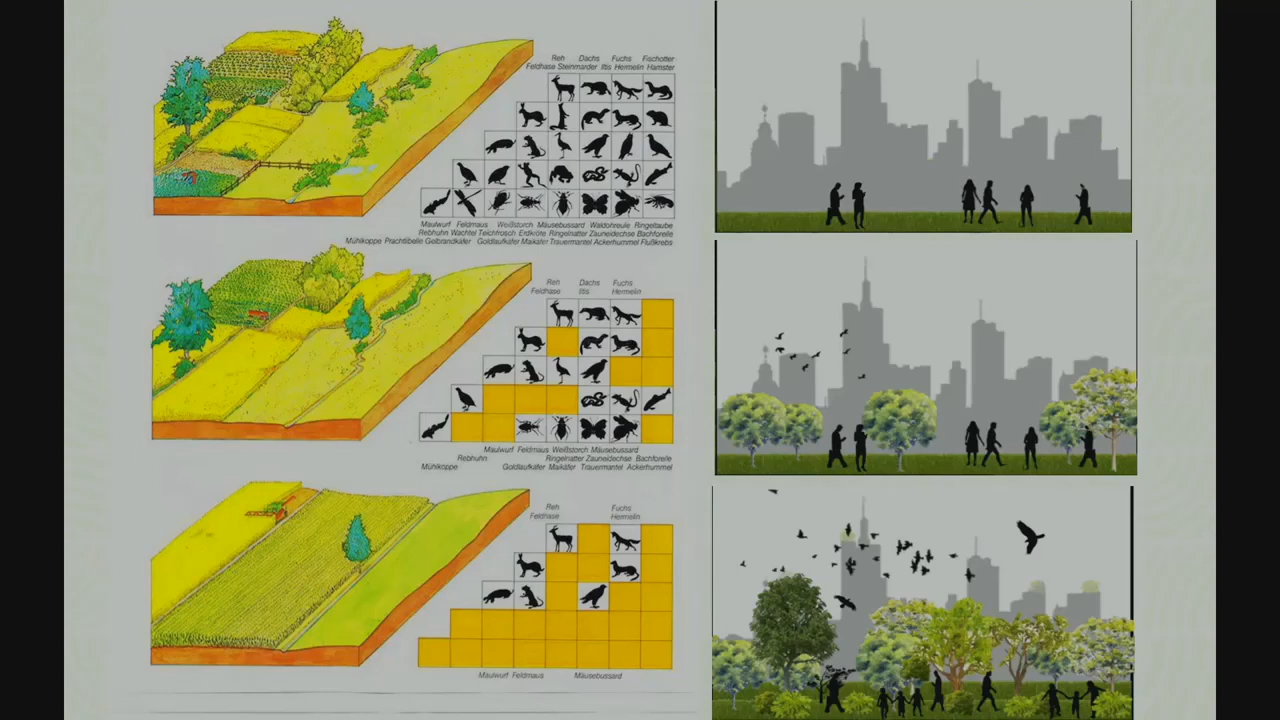 Reh Dachs Fuchs Fischotter
Feldhase Steinmarder Iltis Hermelin Hamster
Maulwurf Feldmaus Weißstorch Mäusebussard Waldohreule Ringeltaube
Rebhuhn Wachtel Teichfrosch Erdkröte Ringelnatter Zauneidechse Bachforelle
Mühlkoppe Prachtlibelle Gelbrandkäfer Goldlaufkäfer Maikäfer Trauermantel Ackerhummel Flußkrebs
Reh Dachs Fuchs
Feldhase Iltis Hermelin
Maulwurf Feldmaus Weißstorch Mäusebussard
Rebhuhn Ringelnatter Zauneidechse Bachforelle
Mühlkoppe Goldlaufkäfer Maikäfer Trauermantel Ackerhummel
Reh Fuchs
Feldhase Hermelin
Maulwurf Feldmaus Mäusebussard